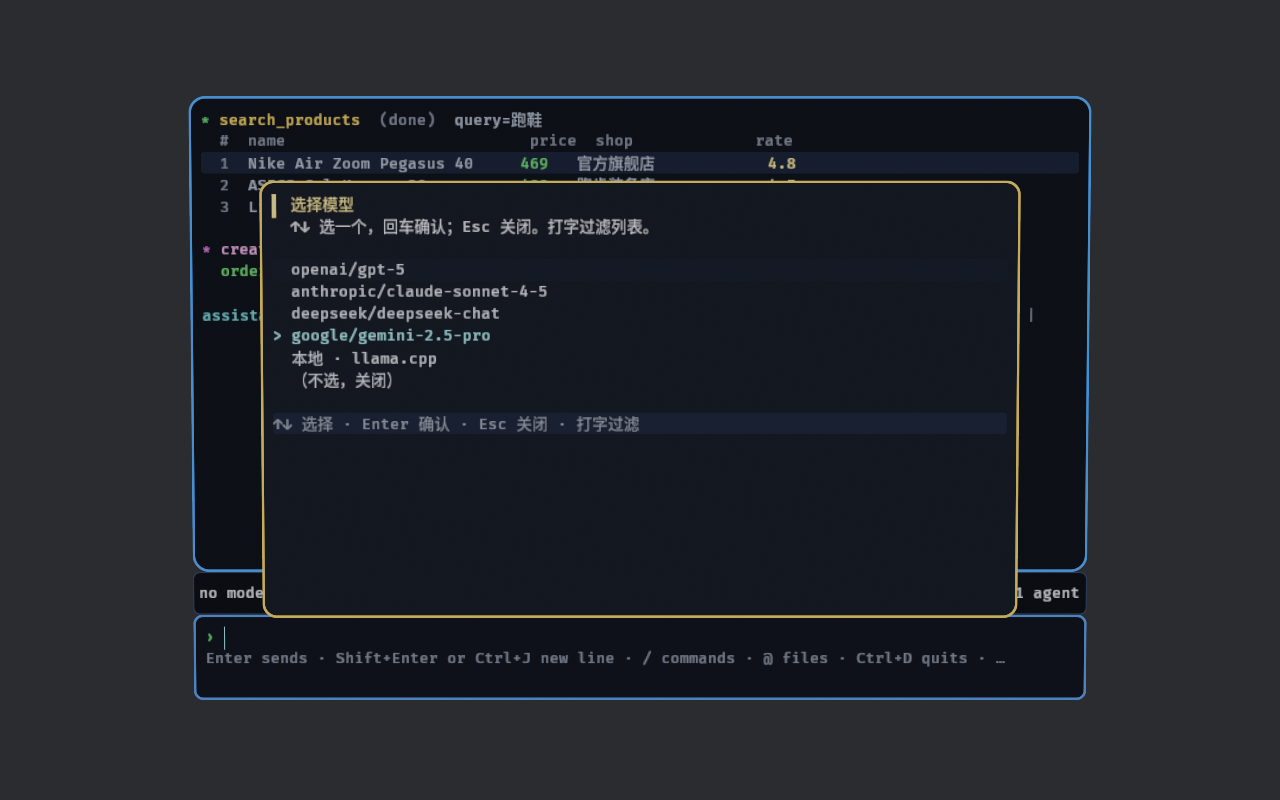 * search_products (done) query=跑鞋
# name price shop rate
1 Nike Air Zoom Pegasus 40 469 官方旗舰店 4.8
2
3 L
选择模型
↑↓ 选一个，回车确认；Esc 关闭。打字过滤列表。
* crea
orde
openai/gpt-5
anthropic/claude-sonnet-4-5
deepseek/deepseek-chat
assist
> google/gemini-2.5-pro
本地 · llama.cpp
（不选，关闭）
↑↓ 选择 · Enter 确认 · Esc 关闭 · 打字过滤
no mode
1 agent
›
Enter sends · Shift+Enter or Ctrl+J new line · / commands · @ files · Ctrl+D quits · …